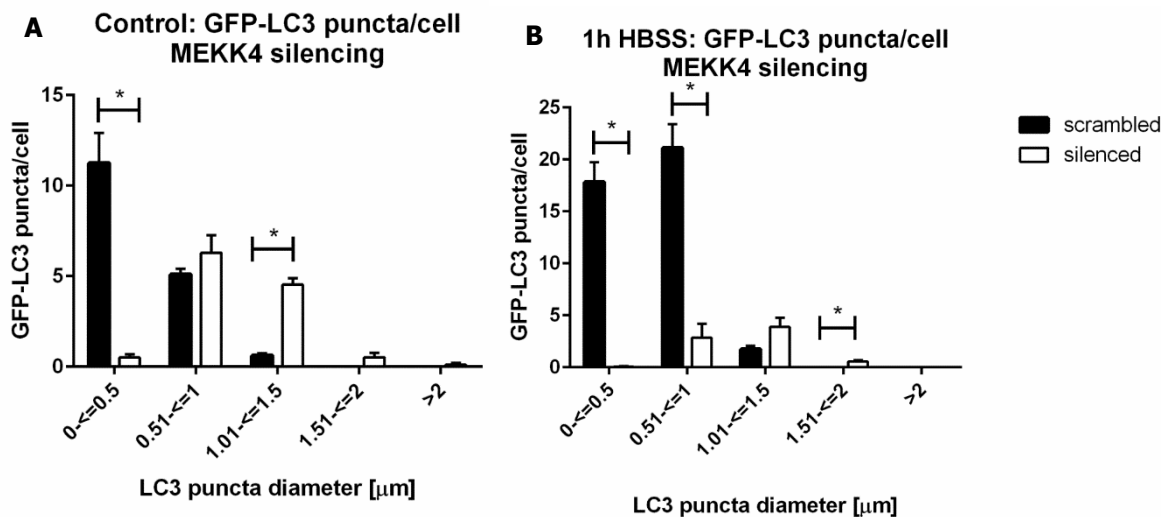 A
Control: GFP-LC3 puncta/cell
MEKK4 silencing
GFP-LC3 puncta/cell
15
10
5
0
*
*
0-<=0.5
0.51-<=1
1.01-<=1.5
1.51-<=2
>2
LC3 puncta diameter [μm]
B
1h HBSS: GFP-LC3 puncta/cell
MEKK4 silencing
GFP-LC3 puncta/cell
25
20
15
10
5
0
*
*
*
0-<=0.5
0.51-<=1
1.01-<=1.5
1.51-<=2
>2
LC3 puncta diameter [μm]
scrambled
silenced